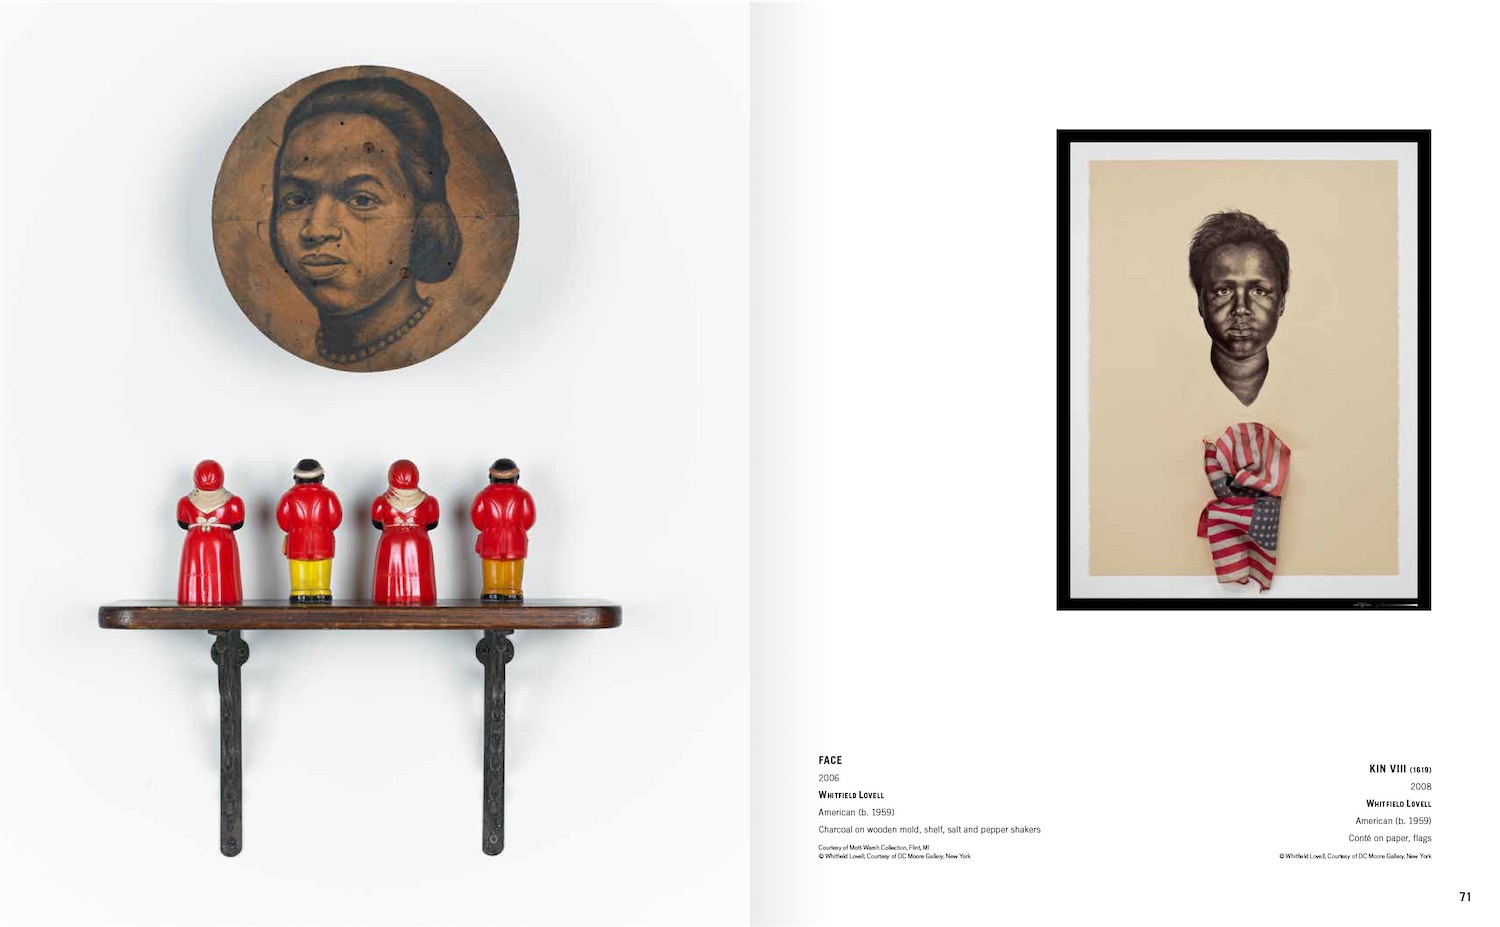 FACE
2006
WHITFIELD LOVELL
American (b. 1959)
Charcoal on wooden mold, shelf, salt and pepper shakers
Courtesy of Mott-Warsh Collection, Flint, MI
© Whitfield Lovell, Courtesy of DC Moore Gallery, New York
KIN VIII (1619)
2008
WHITFIELD LOVELL
American (b. 1959)
Conté on paper, flags
© Whitfield Lovell, Courtesy of DC Moore Gallery, New York
71